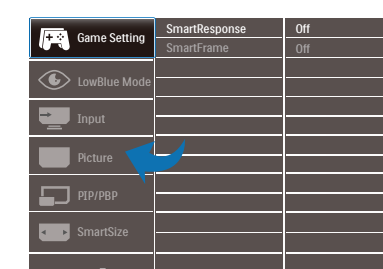 Game Setting
SmartResponse
Off
SmartFrame
Off
LowBlue Mode
Input
Picture
PIP/PBP
SmartSize